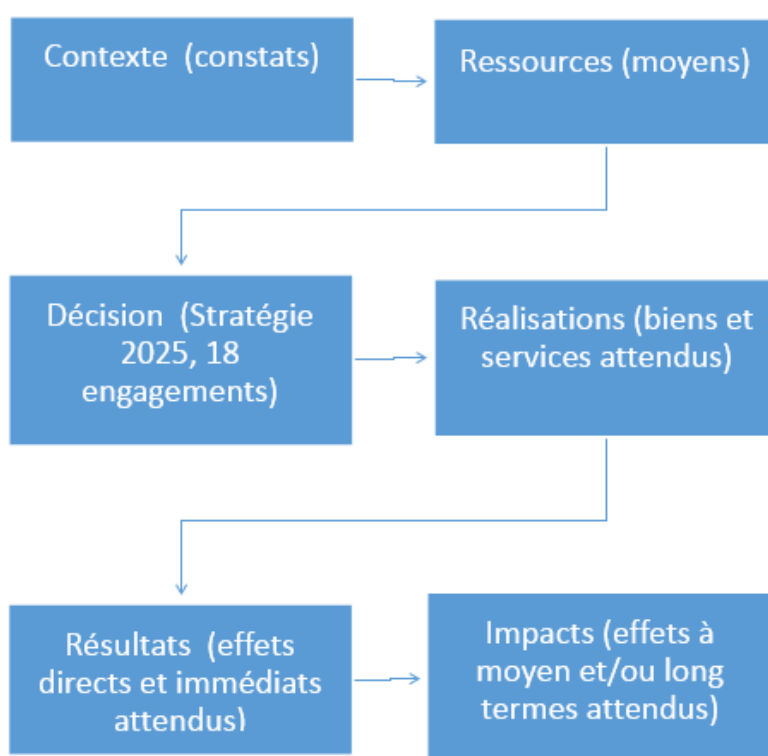 Contexte (constats)
Ressources (moyens)
Décision (Stratégie
2025, 18
engagements)
Réalisations (biens et
services attendus)
Résultats (effets
directs et immédiats
attendus)
Impacts (effets à
moyen et/ou long
termes attendus)